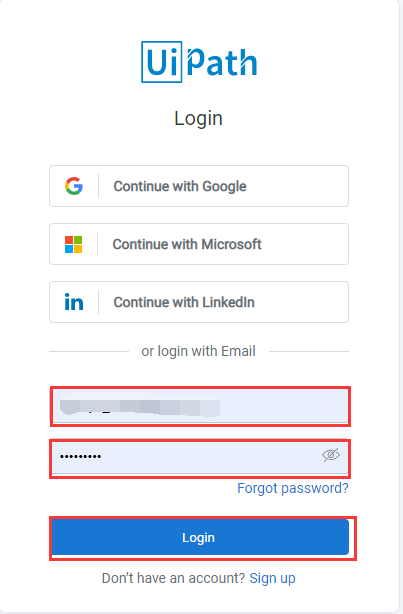 UiPath
Login
Continue with Google
Continue with Microsoft
in Continue with LinkedIn
or login with Email
•••••••••
Forgot password?
Login
Don’t have an account? Sign up